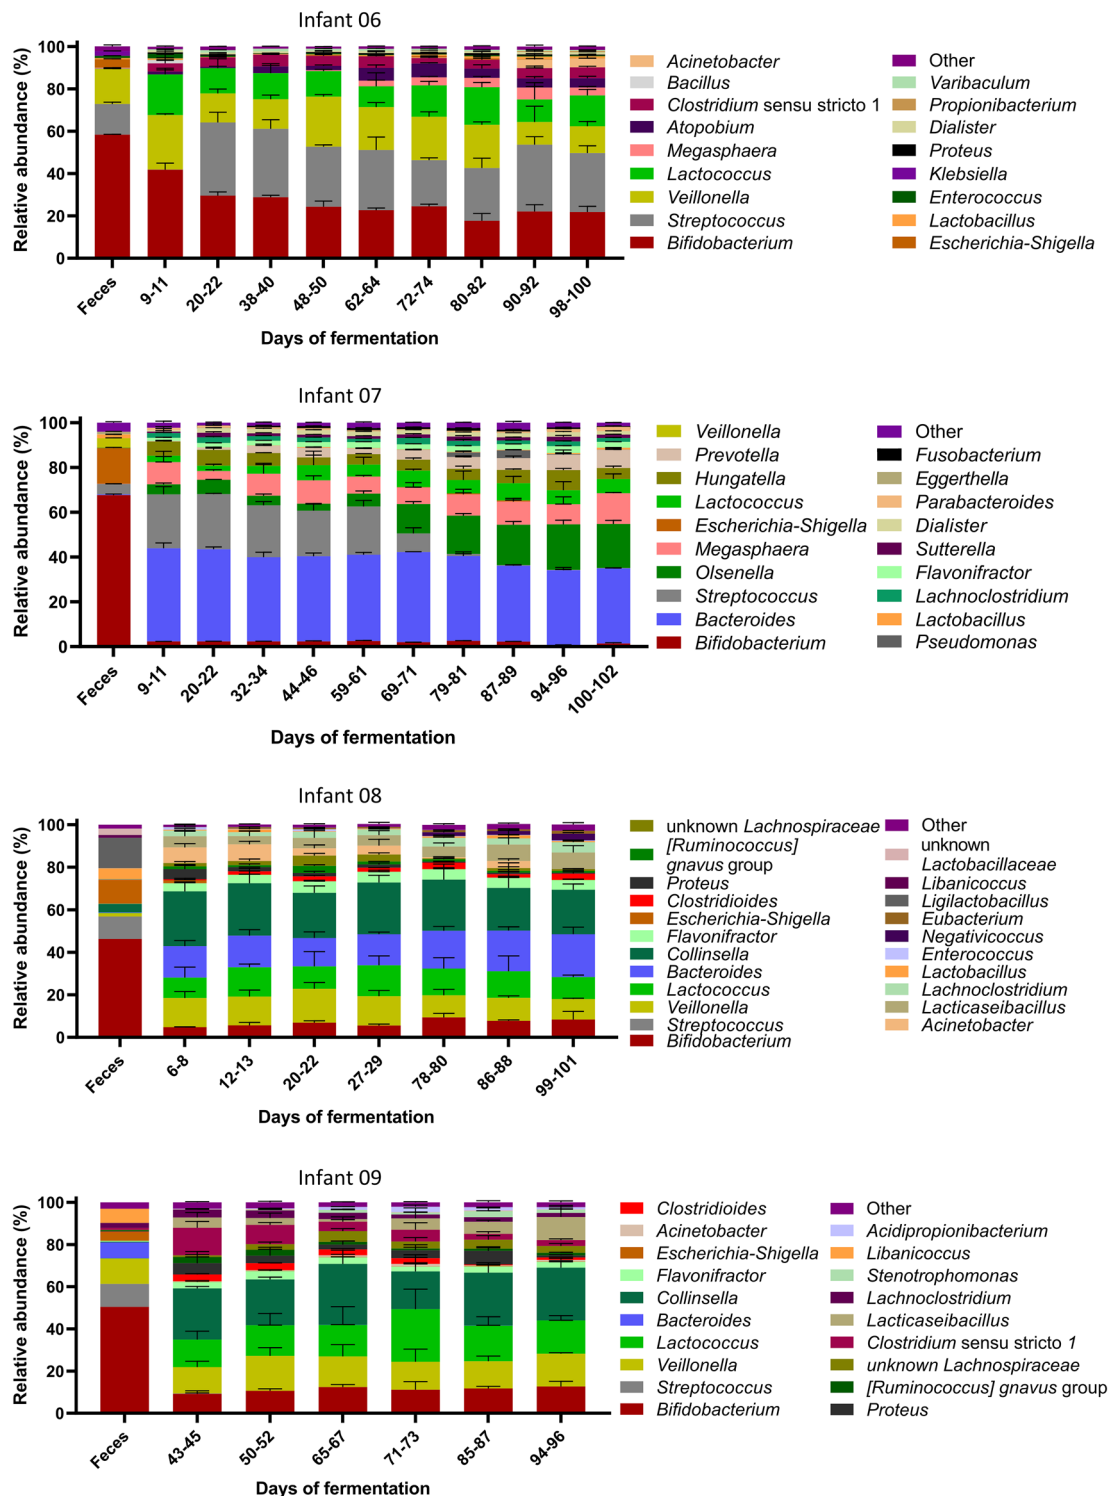 Infant 06
Relative abundance (%)
100
80
60
40
20
0
Feces
9-11
20-22
38-40
48-50
62-64
72-74
80-82
90-92
98-100
Days of fermentation
Acinetobacter
Bacillus
Clostridium sensu stricto 1
Atopobium
Megasphaera
Lactococcus
Veillonella
Streptococcus
Bifidobacterium
Other
Varibaculum
Propionibacterium
Dialister
Proteus
Klebsiella
Enterococcus
Lactobacillus
Escherichia-Shigella
Infant 07
Relative abundance (%)
100
80
60
40
20
0
Feces
9-11
20-22
32-34
44-46
59-61
69-71
79-81
87-89
94-96
100-102
Days of fermentation
Veillonella
Prevotella
Hungatella
Lactococcus
Escherichia-Shigella
Megasphaera
Olsenella
Streptococcus
Bacteroides
Bifidobacterium
Other
Fusobacterium
Eggerthella
Parabacteroides
Dialister
Sutterella
Flavonifractor
Lachnoclostridium
Lactobacillus
Pseudomonas
Infant 08
Relative abundance (%)
100
80
60
40
20
0
Feces
6-8
12-13
20-22
27-29
78-80
86-88
99-101
Days of fermentation
unknown Lachnospiraceae
[Ruminococcus]
gnavus group
Proteus
Clostridioides
Escherichia-Shigella
Flavonifractor
Collinsella
Bacteroides
Lactococcus
Veillonella
Streptococcus
Bifidobacterium
Other
unknown
Lactobacillaceae
Libanicoccus
Ligilactobacillus
Eubacterium
Negativicoccus
Enterococcus
Lactobacillus
Lachnoclostridium
Lacticaseibacillus
Acinetobacter
Infant 09
Relative abundance (%)
100
80
60
40
20
0
Feces
43-45
50-52
65-67
71-73
85-87
94-96
Days of fermentation
Clostridioides
Acinetobacter
Escherichia-Shigella
Flavonifractor
Collinsella
Bacteroides
Lactococcus
Veillonella
Streptococcus
Bifidobacterium
Other
Acidipropionibacterium
Libanicoccus
Stenotrophomonas
Lachnoclostridium
Lacticaseibacillus
Clostridium sensu stricto 1
unknown Lachnospiraceae
[Ruminococcus] gnavus group
Proteus